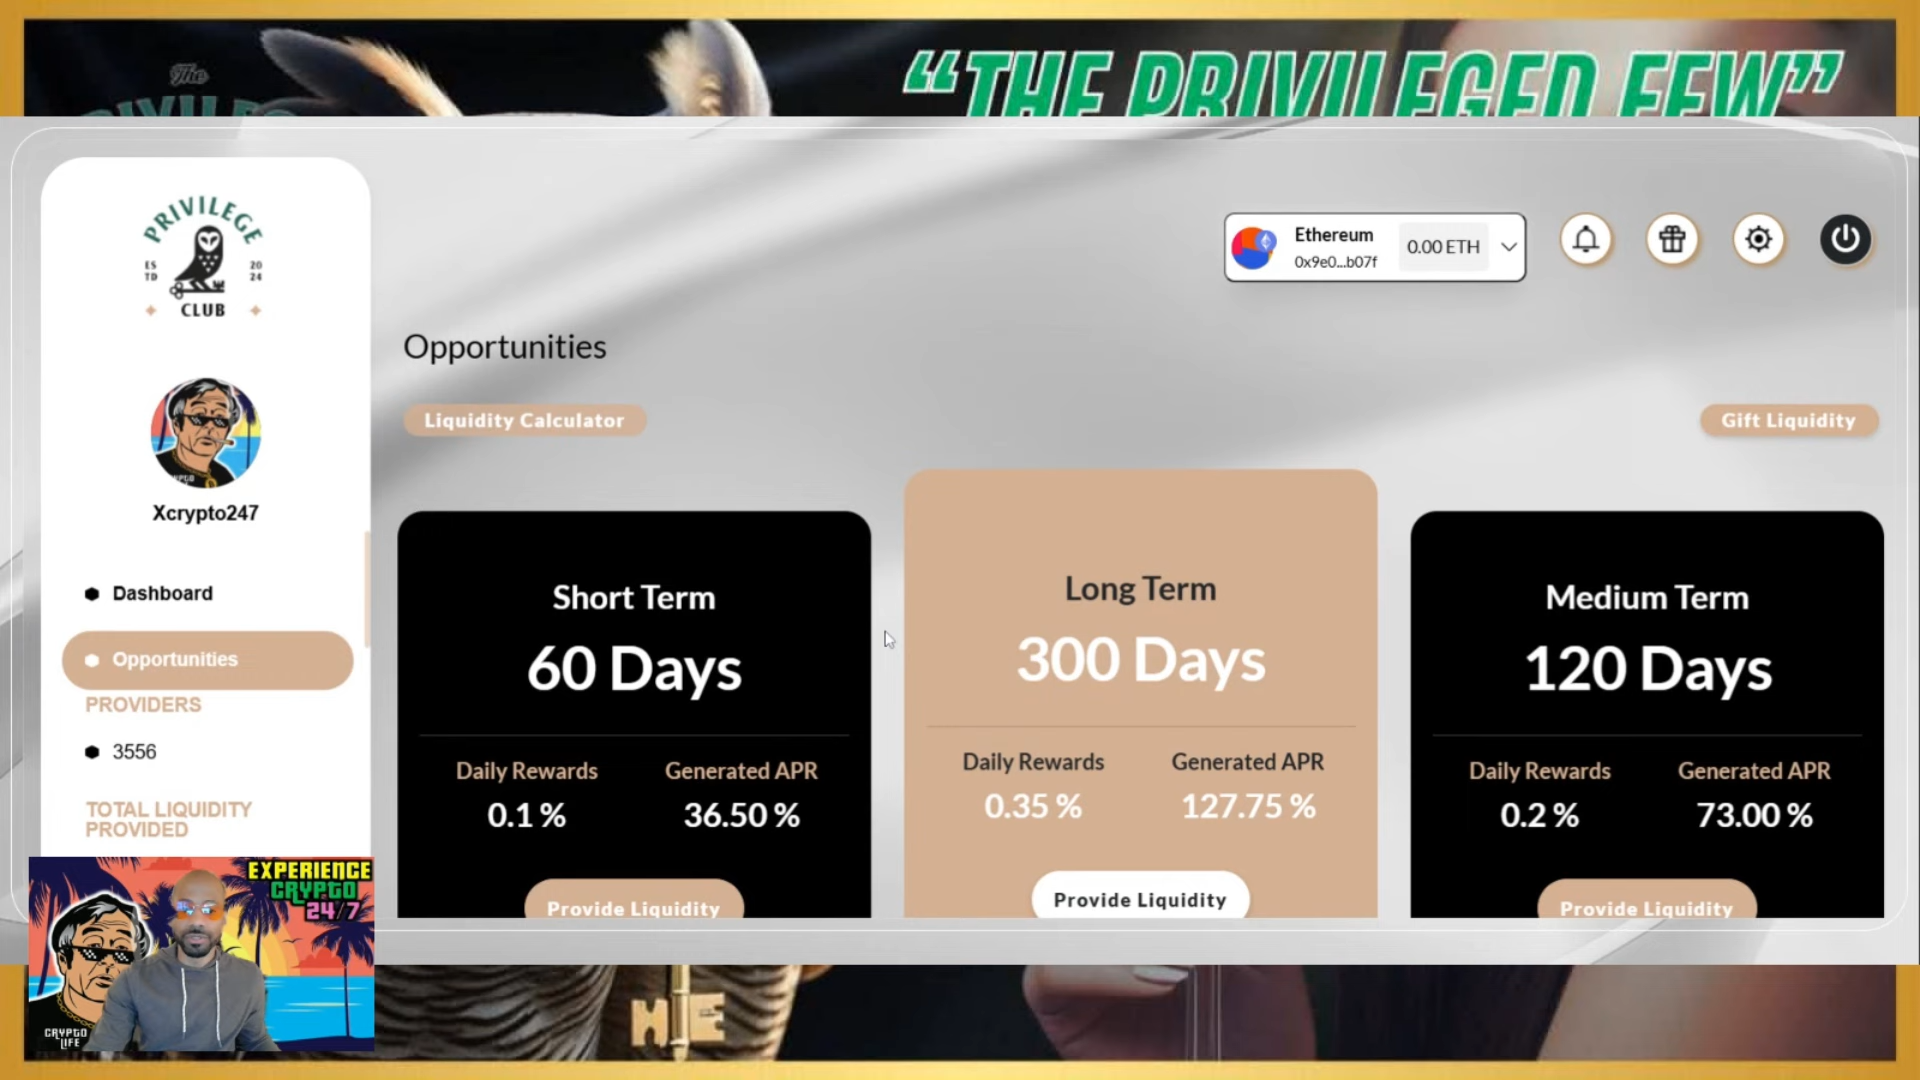 The
"THE PRIVILEGED FEW"
PRIVILEGE
ES
TD
20
24
CLUB
Ethereum
0x9e0...b07f
0.00 ETH
Opportunities
Liquidity Calculator
Gift Liquidity
Xcrypto247
Dashboard
Opportunities
PROVIDERS
3556
TOTAL LIQUIDITY
PROVIDED
Short Term
60 Days
Daily Rewards
Generated APR
0.1 %
36.50 %
Provide Liquidity
Long Term
300 Days
Daily Rewards
Generated APR
0.35 %
127.75 %
Provide Liquidity
Medium Term
120 Days
Daily Rewards
Generated APR
0.2 %
73.00 %
Provide Liquidity
EXPERIENCE
CRYPTO
24/7
CRYPTO
LIFE